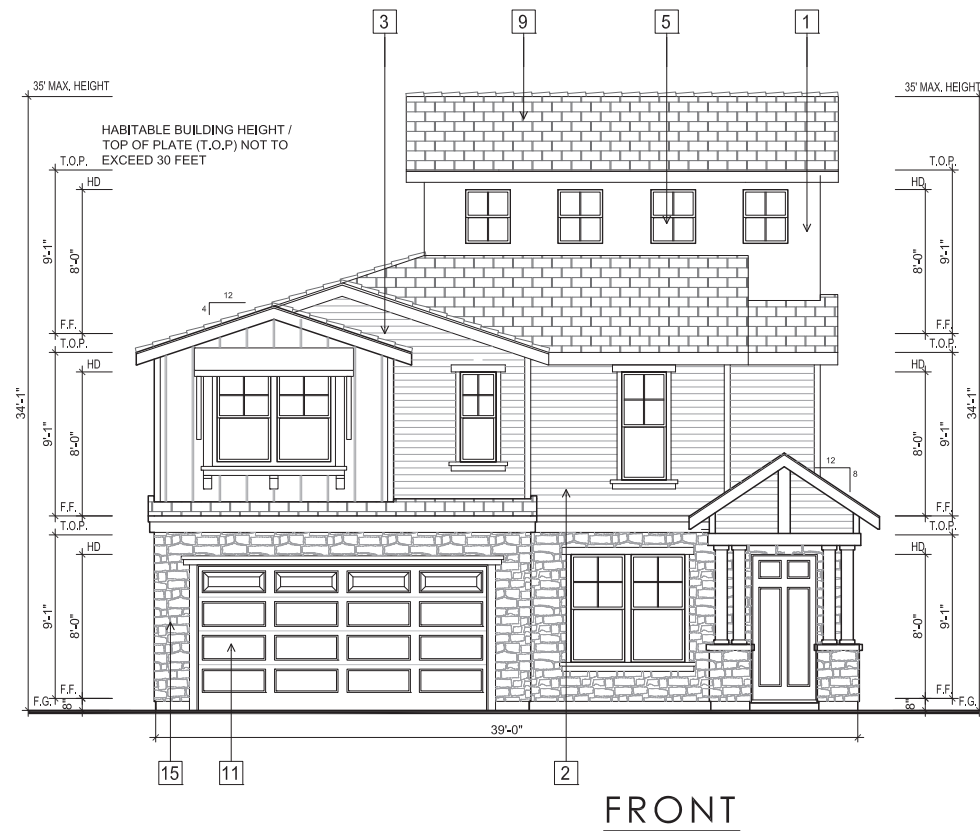 3
9
5
1
35' MAX. HEIGHT
35' MAX. HEIGHT
HABITABLE BUILDING HEIGHT /
TOP OF PLATE (T.O.P) NOT TO
EXCEED 30 FEET
T.O.P.
T.O.P.
HD
HD
9'-1"
8'-0"
8'-0"
9'-1"
12
4
F.F.
F.F.
T.O.P.
T.O.P.
HD
HD
34'-1"
9'-1"
8'-0"
8'-0"
9'-1"
34'-1"
12
8
F.F.
F.F.
T.O.P.
T.O.P.
HD
HD
9'-1"
8'-0"
8'-0"
9'-1"
F.F.
F.F.
F.G.
8"
8"
F.G.
39'-0"
15
11
2
FRONT